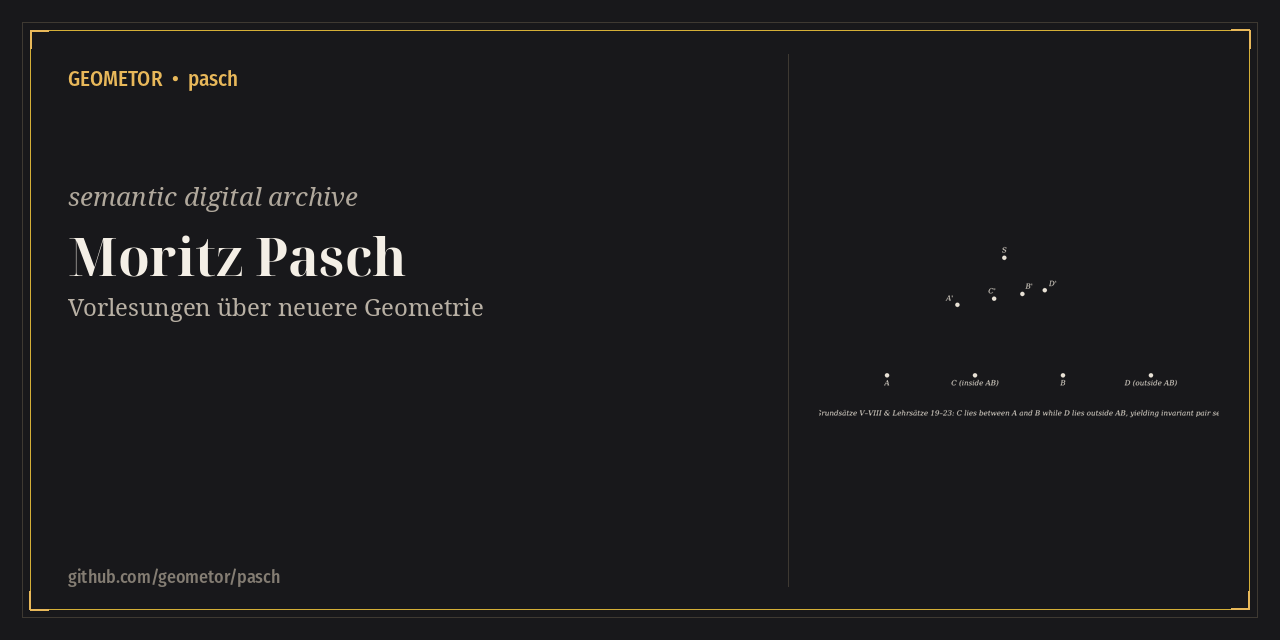 GEOMETOR • pasch
semantic digital archive
Moritz Pasch
Vorlesungen über neuere Geometrie
S
A' C' B' D'
A C (inside AB) B D (outside AB)
Grundsätze V–VIII & Lehrsätze 19–23: C lies between A and B while D lies outside AB, yielding invariant pair
github.com/geometor/pasch